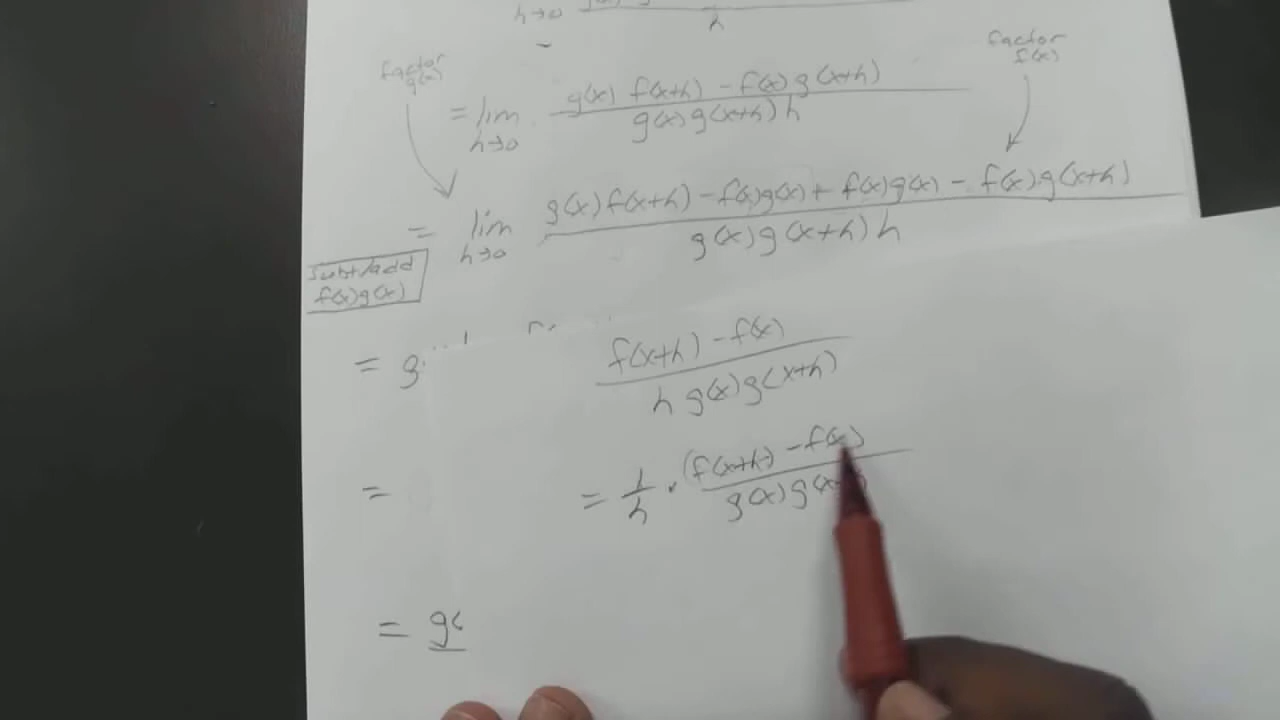 h→0
h
factor
g(x)
factor
f(x)
= lim h→0 g(x) f(x+h) - f(x) g(x+h) / g(x) g(x+h) h
= lim h→0 g(x) f(x+h) - f(x)g(x) + f(x)g(x) - f(x)g(x+h) / g(x) g(x+h) h
subt/add
f(x)g(x)
= g
f(x+h) - f(x) / h g(x)g(x+h)
=
= 1/h · (f(x+h) - f(x) / g(x)g(x
= g(